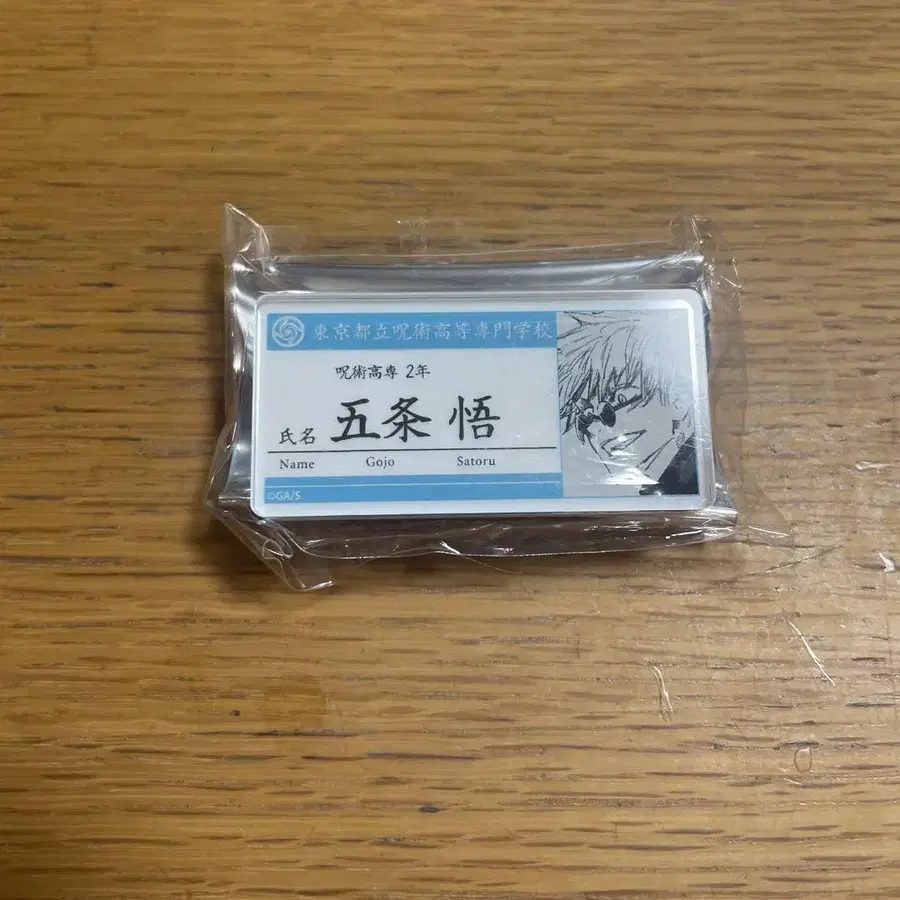 東京都立呪術高等専門学校
呪術高専 2年
氏名 五条 悟
Name Gojo Satoru
©GA/S